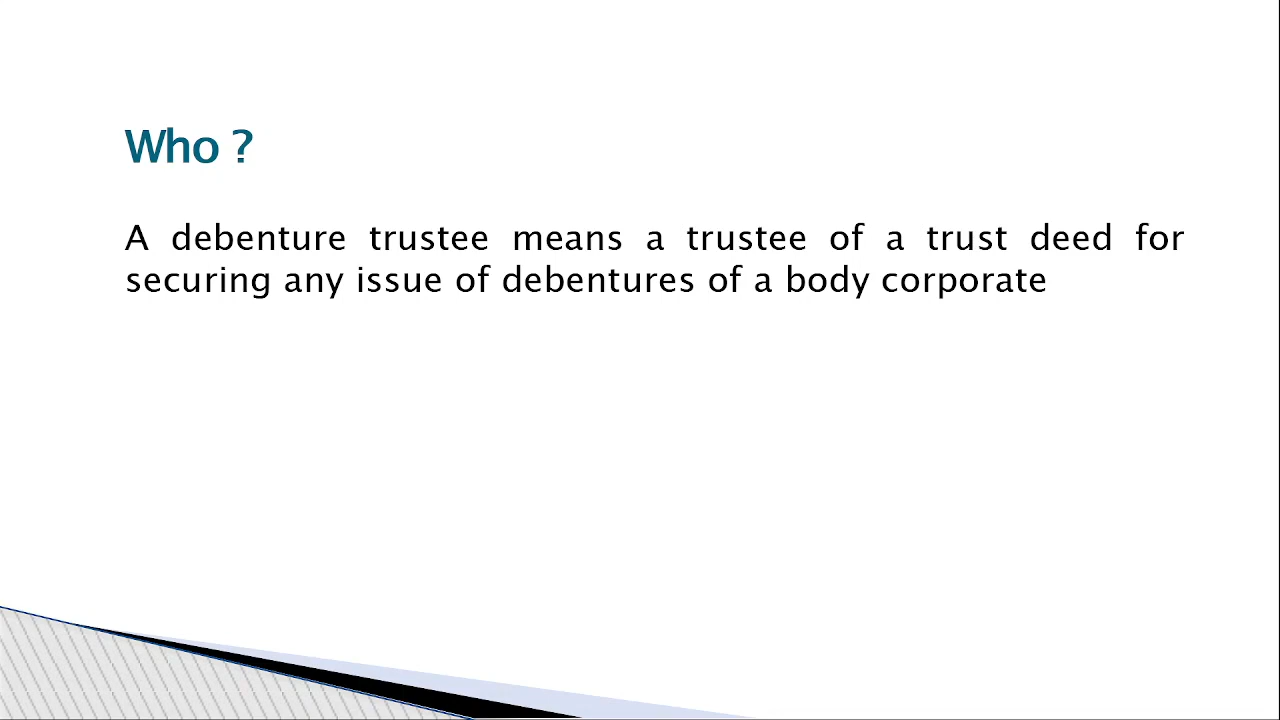 Who ?
A debenture trustee means a trustee of a trust deed for
securing any issue of debentures of a body corporate